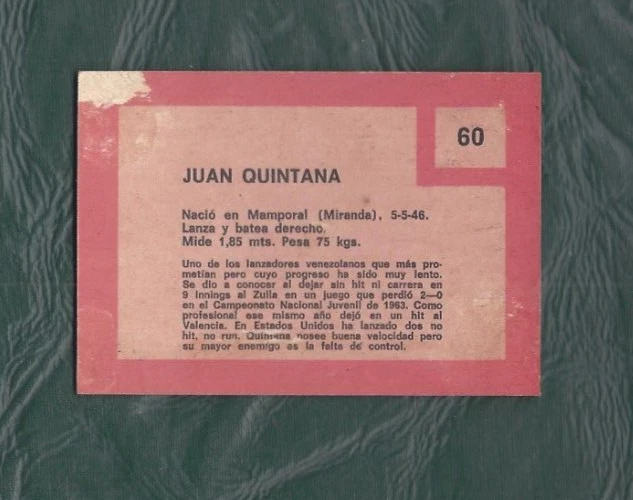 60
JUAN QUINTANA
Nació en Mamporal (Miranda), 5-5-46.
Lanza y batea derecho.
Mide 1,85 mts. Pesa 75 kgs.
Uno de los lanzadores venezolanos que más pro-
metían pero cuyo progreso ha sido muy lento.
Se dio a conocer al dejar sin hit ni carrera en
9 innings al Zulia en un juego que perdió 2—0
en el Campeonato Nacional Juvenil de 1963. Como
profesional ese mismo año dejó en un hit al
Valencia. En Estados Unidos ha lanzado dos no
hit, no run. Quintana posee buena velocidad pero
su mayor enemigo es la falta de control.